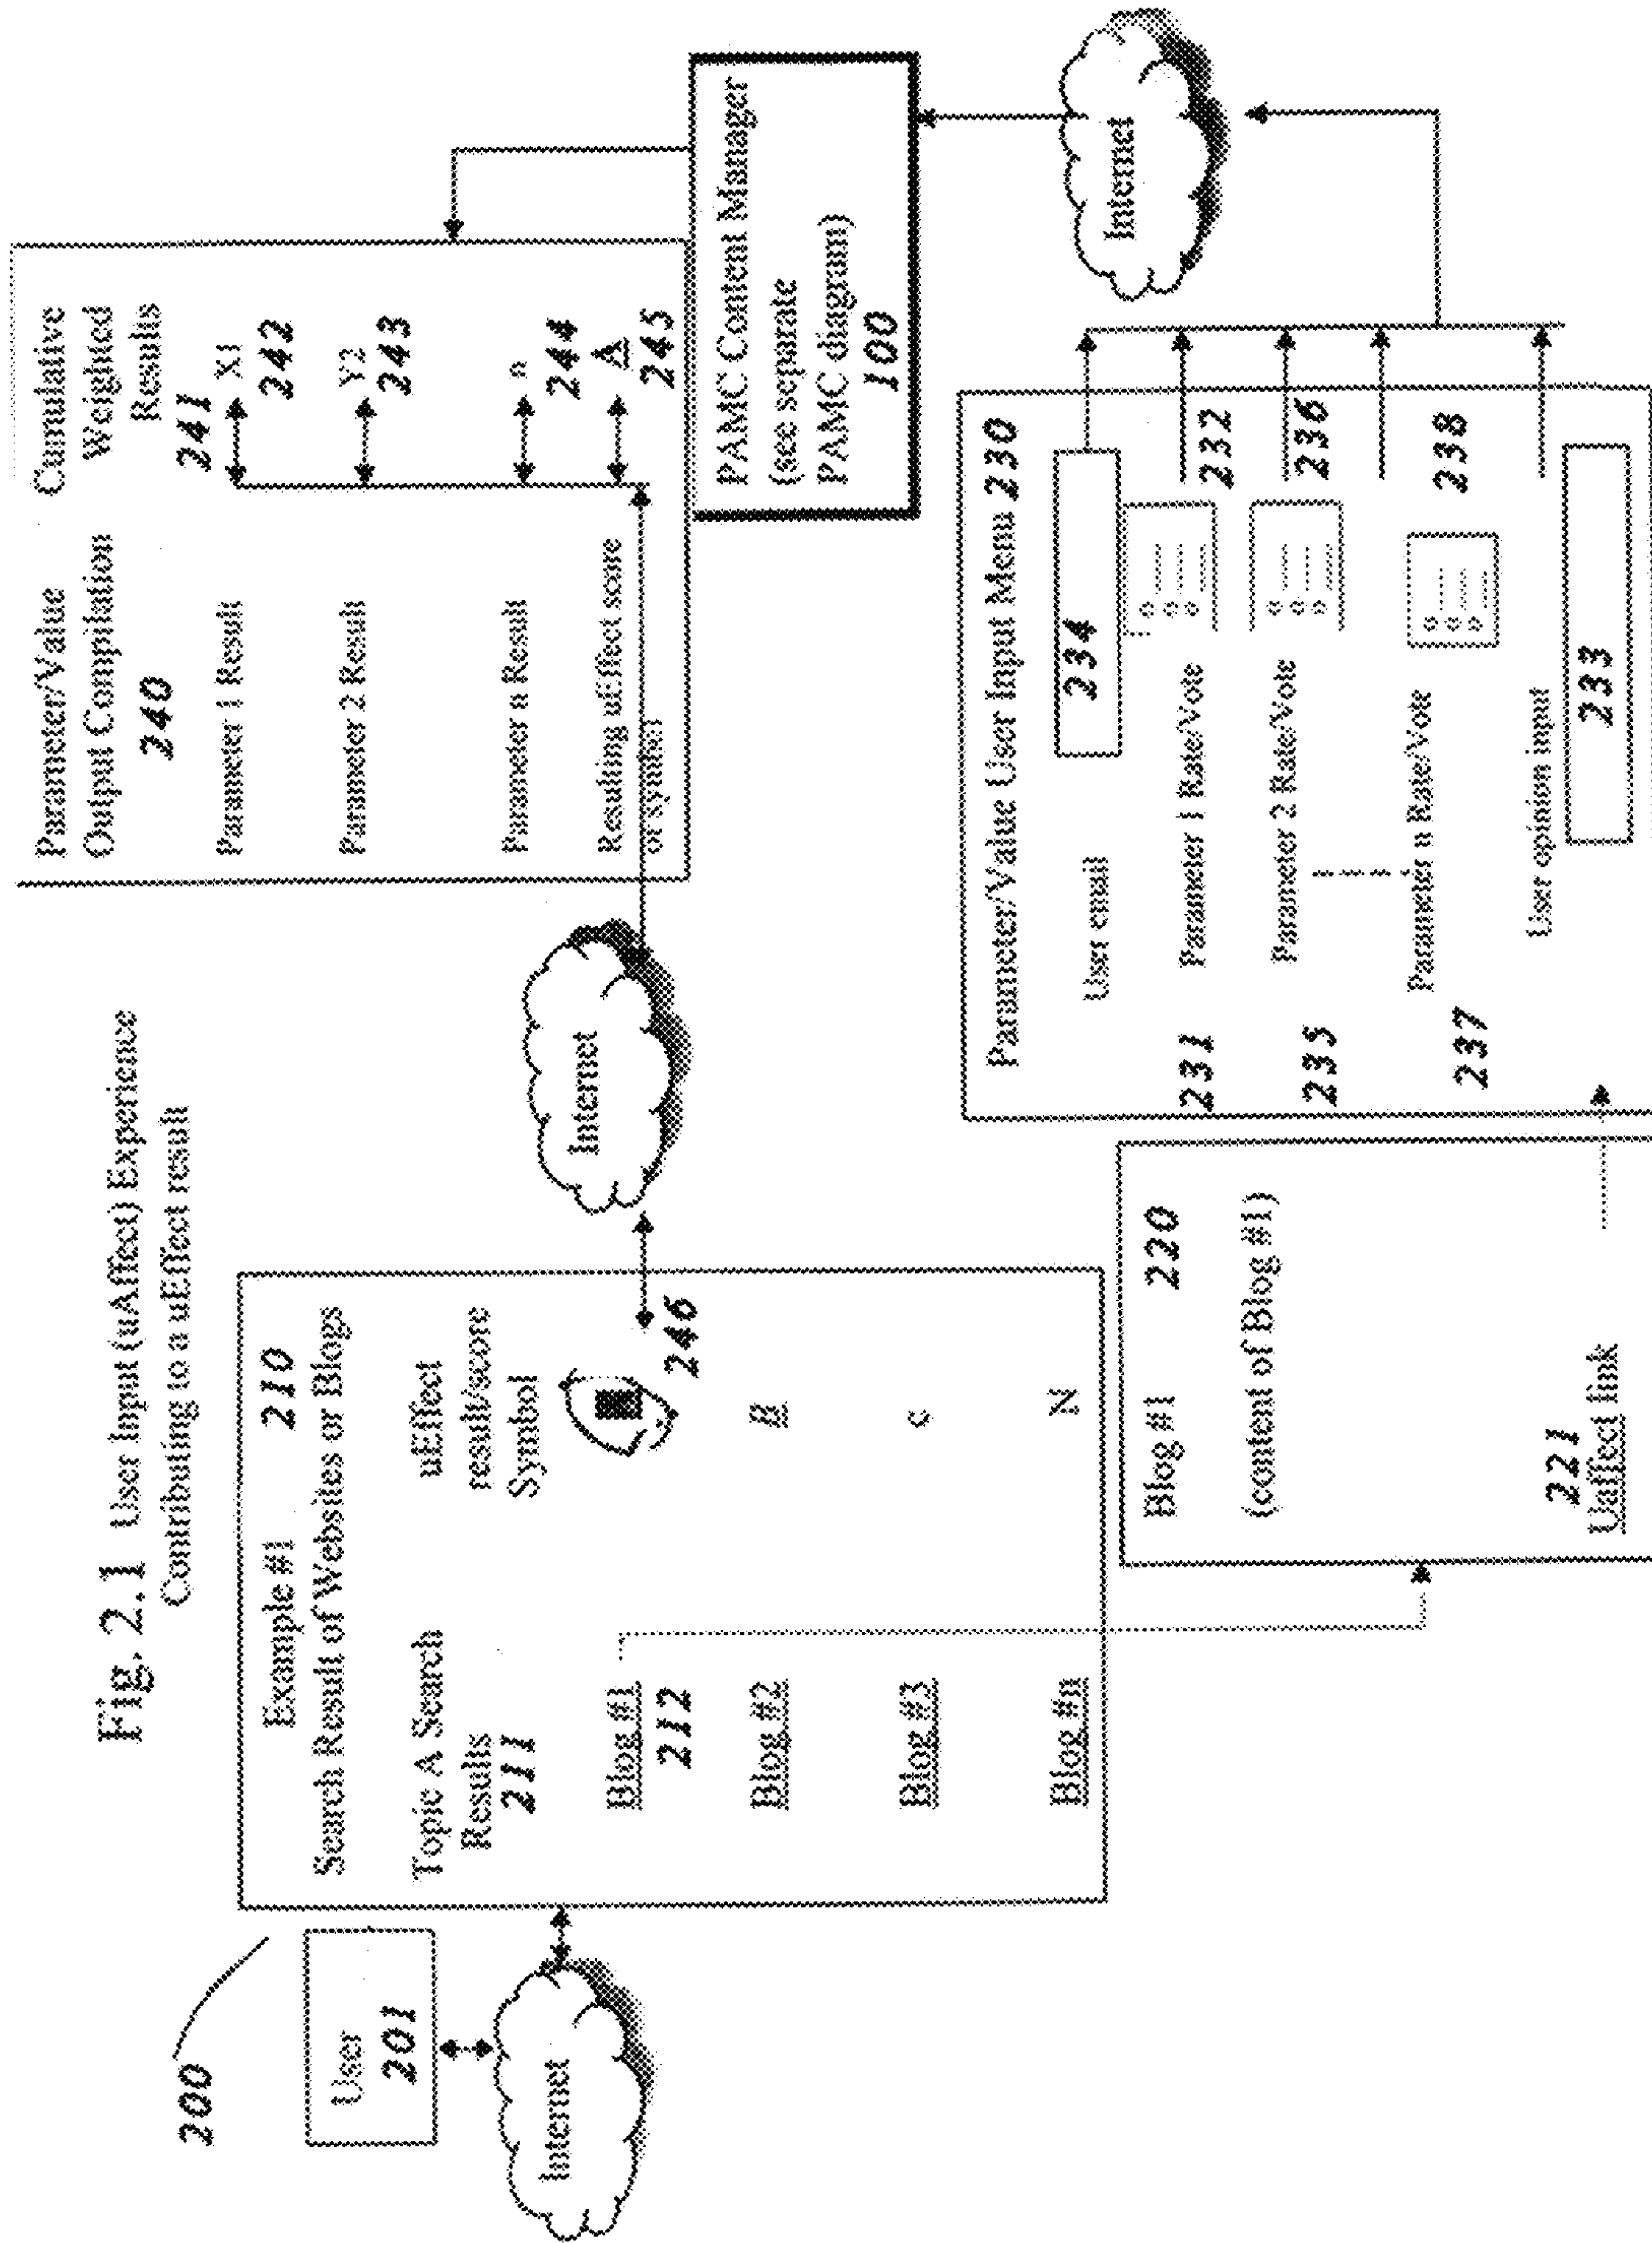 Fig. 2.1 User Input (uAffect) Experience
Contributing to a uEffect result
200
User
201
Internet
Example #1 210
Search Result of Websites or Blogs
Topic A Search
Results
211
uEffect
result/score
Symbol
Blog #1
212
246
Blog #2
B
Blog #3
c
Blog #n
N
Internet
Parameter/Value
Output Compilation
240
Cumulative
Weighted
Results
241
Parameter 1 Result
X1
242
Parameter 2 Result
Y2
243
Parameter n Result
n
244
Resulting uEffect score
or symbol
A
245
PAMC Content Manager
(see separate
PAMC diagram)
100
Internet
Blog #1 220
(content of Blog #1)
221
Uaffect link
Parameter/Value User Input Menu 230
User email
234
231
Parameter 1 Rate/Vote
232
235
Parameter 2 Rate/Vote
236
237
Parameter n Rate/Vote
238
User opinion input
233